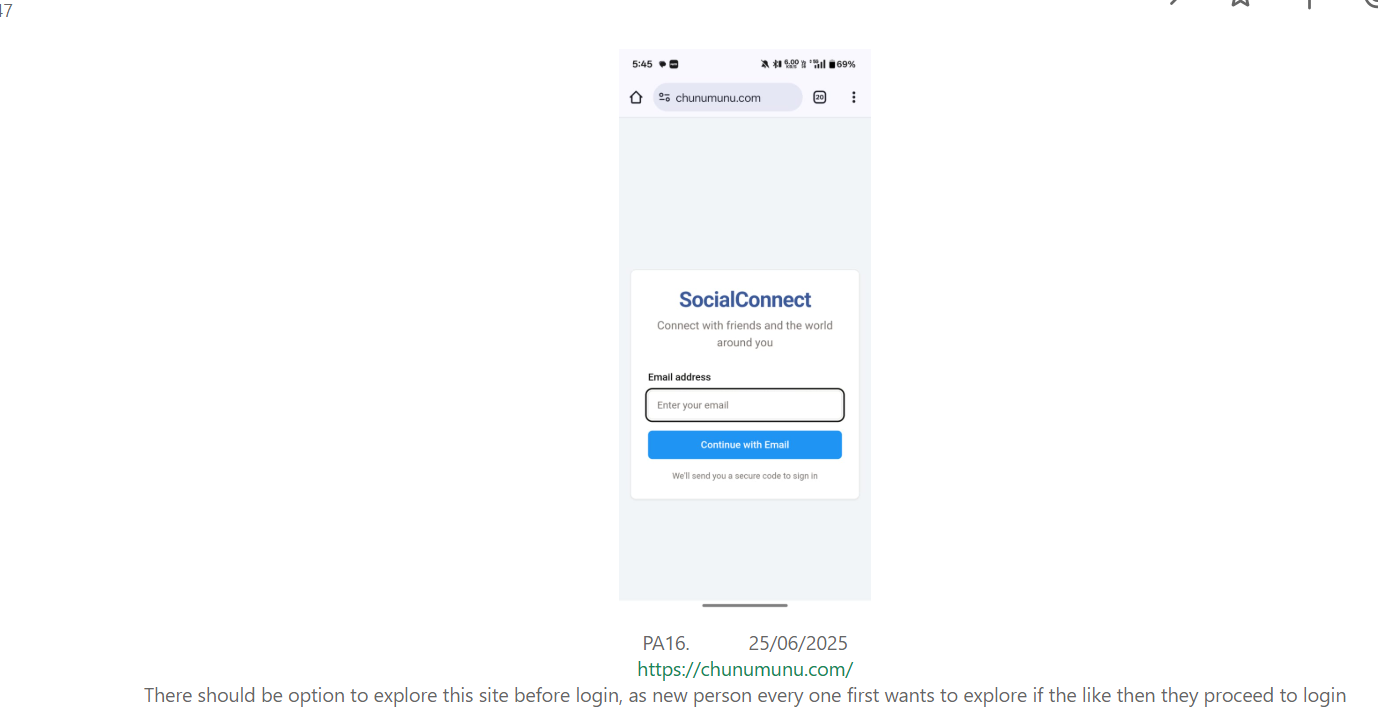 47
5:45 69%
chunumunu.com 20
SocialConnect
Connect with friends and the world
around you
Email address
Enter your email
Continue with Email
We'll send you a secure code to sign in
PA16. 25/06/2025
https://chunumunu.com/
There should be option to explore this site before login, as new person every one first wants to explore if the like then they proceed to login